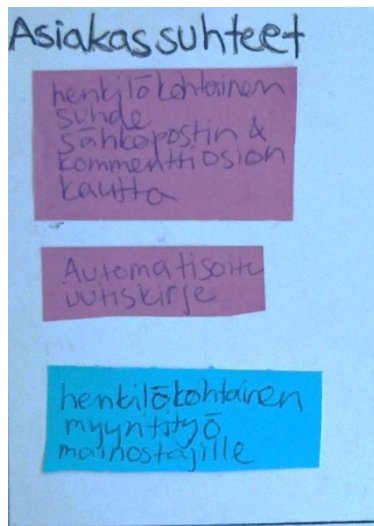 Asiakassuhteet
henkilökohtainen
suhde
sähköpostin &
kommenttiosion
kautta
Automatisoitu
uutiskirje
henkilökohtainen
myyntityö
mainostajille